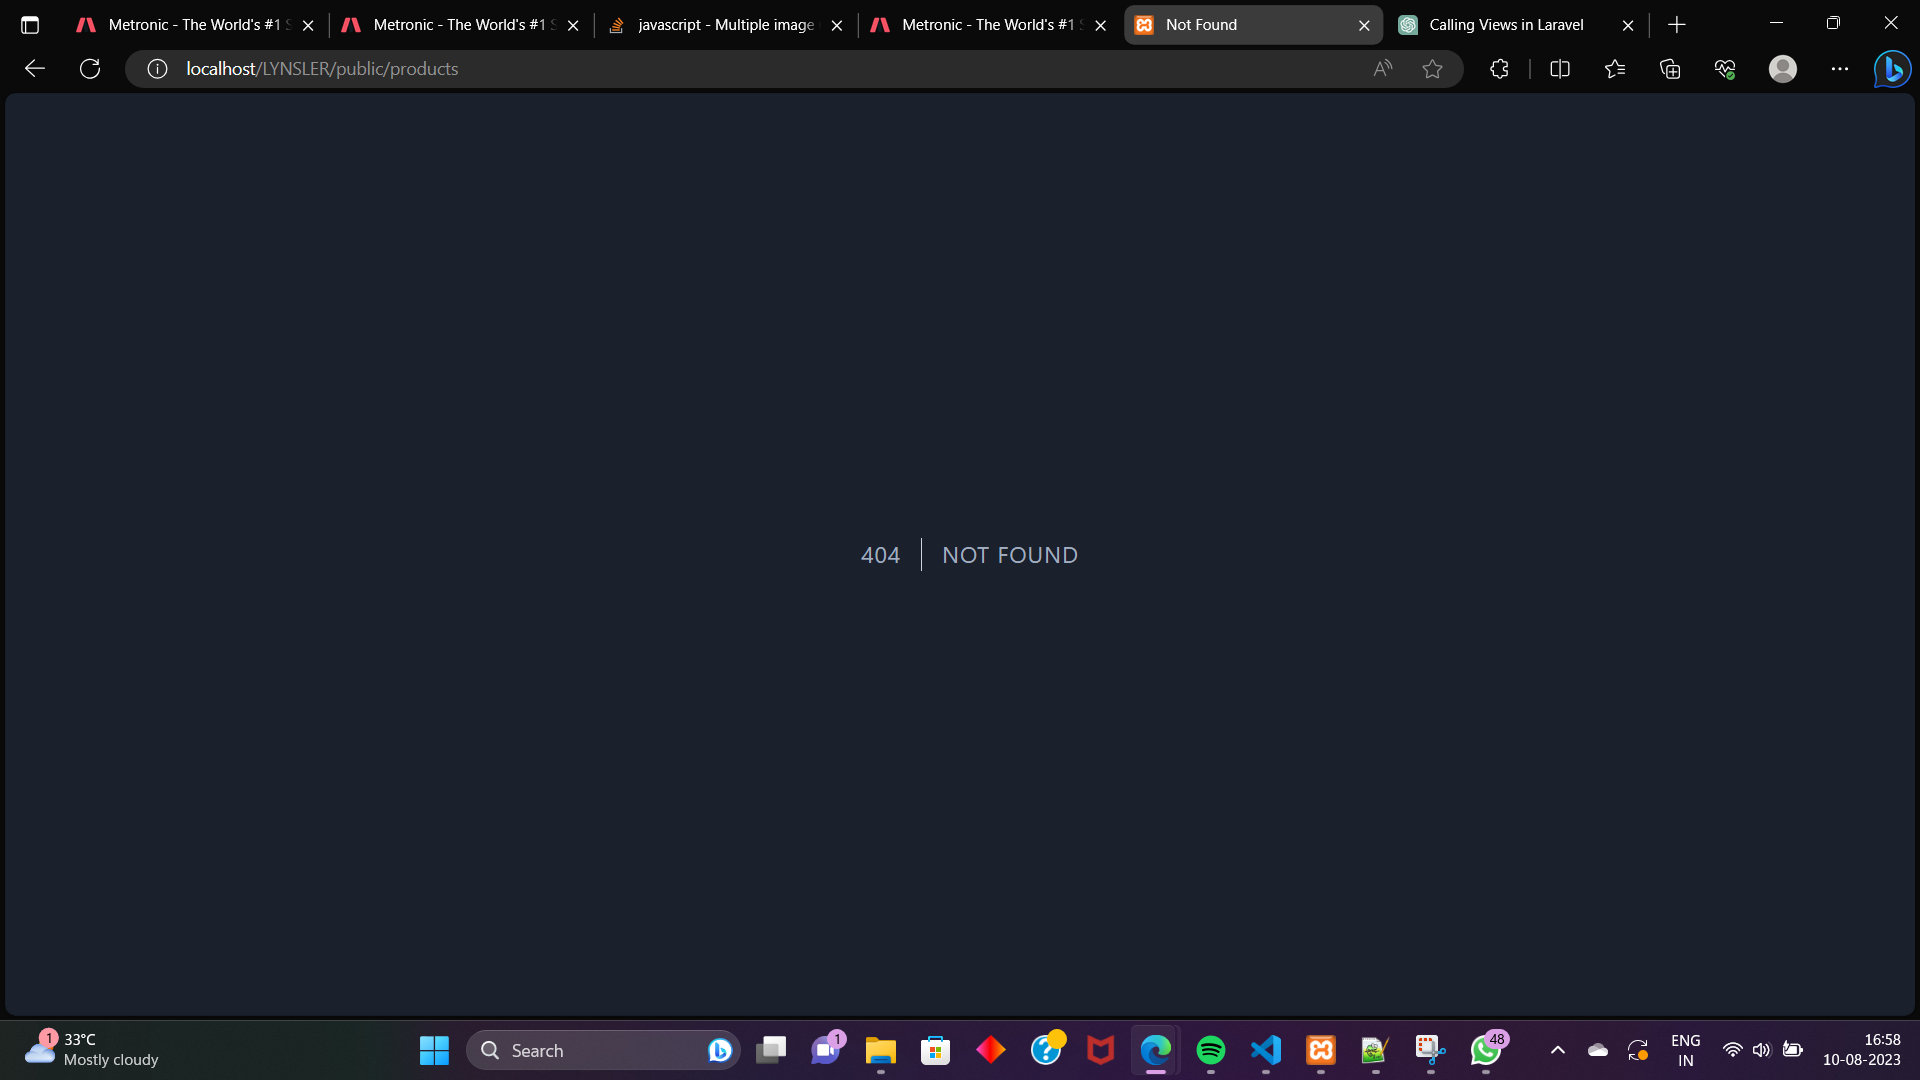 Metronic - The World's #1 S
Metronic - The World's #1 S
javascript - Multiple image
Metronic - The World's #1 S
Not Found
Calling Views in Laravel
localhost/LYNSLER/public/products
404
NOT FOUND
1
33°C
Mostly cloudy
Search
1
48
ENG
IN
16:58
10-08-2023